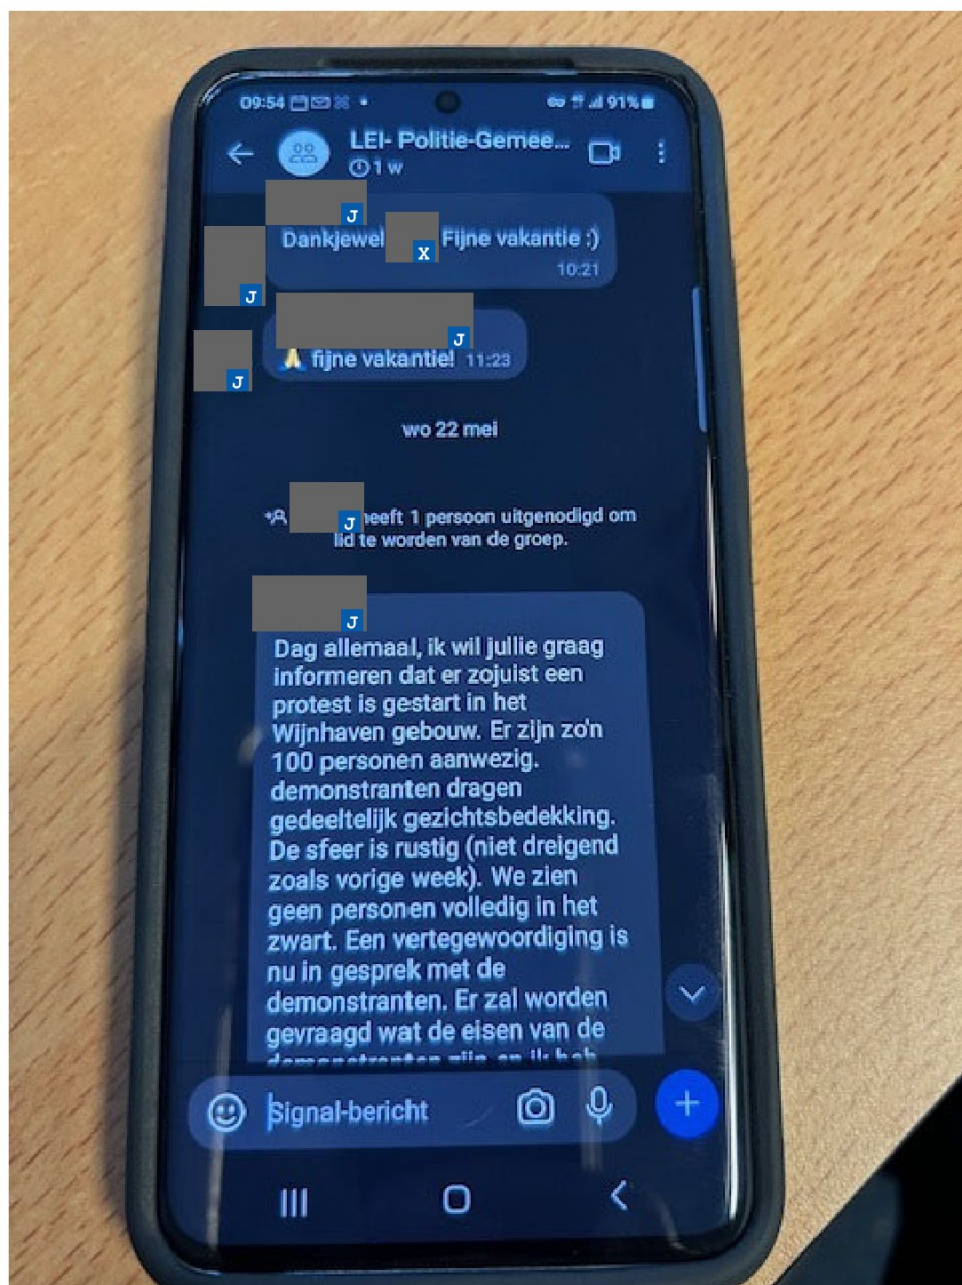 09:54 91%
LEI- Politie-Gemee...
1 w
J
Dankjewel X Fijne vakantie :)
J
10:21
J
🙏 fijne vakantie! 11:23
J
wo 22 mei
J heeft 1 persoon uitgenodigd om
lid te worden van de groep.
J
Dag allemaal, ik wil jullie graag
informeren dat er zojuist een
protest is gestart in het
Wijnhaven gebouw. Er zijn zo'n
100 personen aanwezig.
demonstranten dragen
gedeeltelijk gezichtsbedekking.
De sfeer is rustig (niet dreigend
zoals vorige week). We zien
geen personen volledig in het
zwart. Een vertegewoordiging is
nu in gesprek met de
demonstranten. Er zal worden
gevraagd wat de eisen van de
demonstranten zijn en ik heb
Signal-bericht